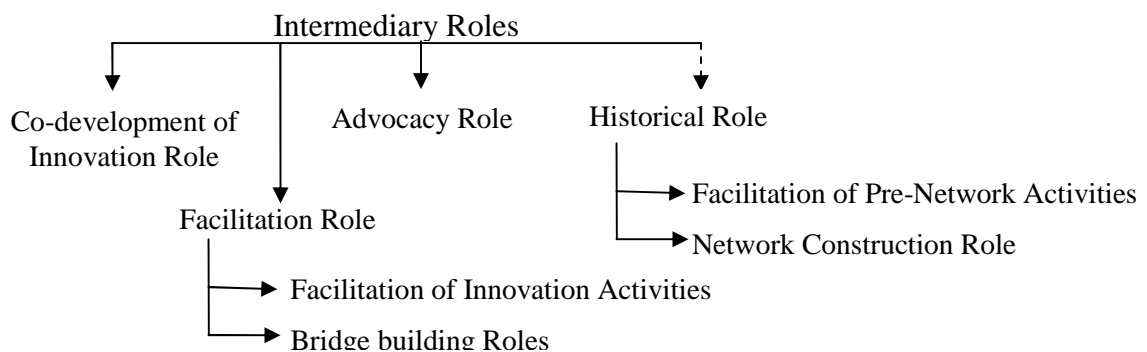 Intermediary Roles
Co-development of
Innovation Role
Advocacy Role
Historical Role
Facilitation of Pre-Network Activities
Network Construction Role
Facilitation Role
Facilitation of Innovation Activities
Bridge building Roles